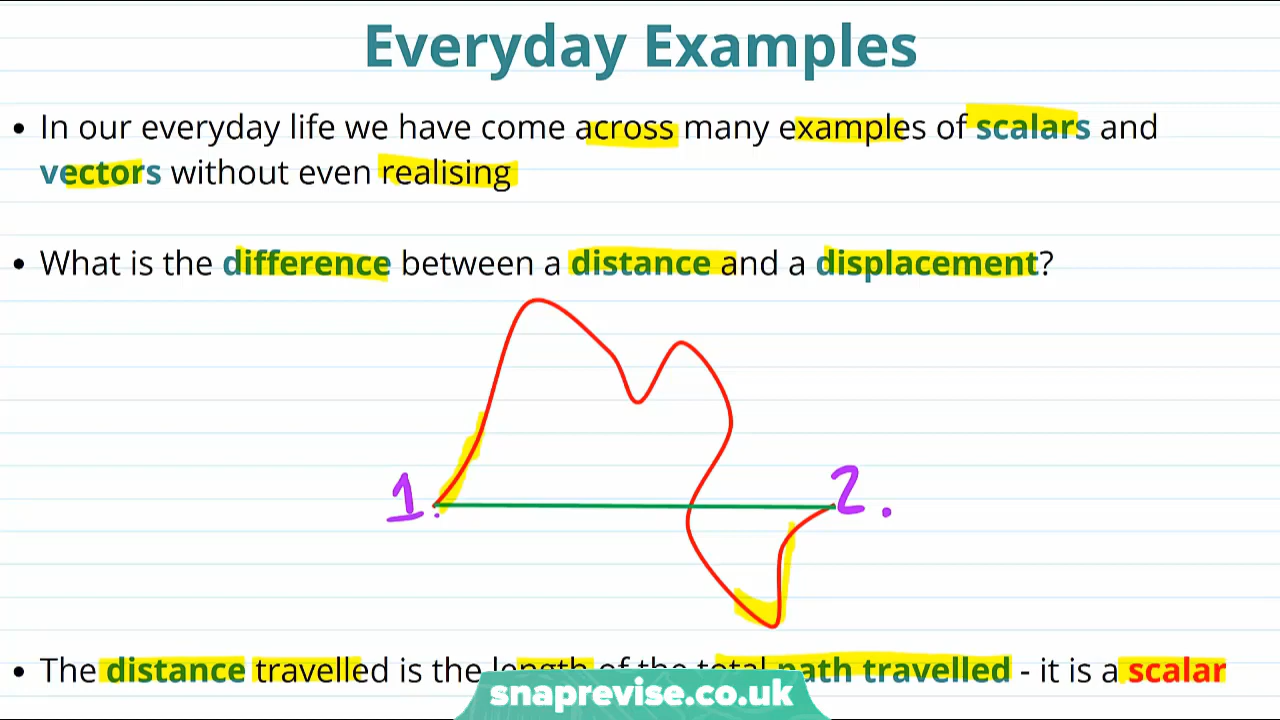 Everyday Examples
• In our everyday life we have come across many examples of scalars and
vectors without even realising
• What is the difference between a distance and a displacement?
1.
2.
• The distance travelled is the length of the total path travelled - it is a scalar
snaprevise.co.uk